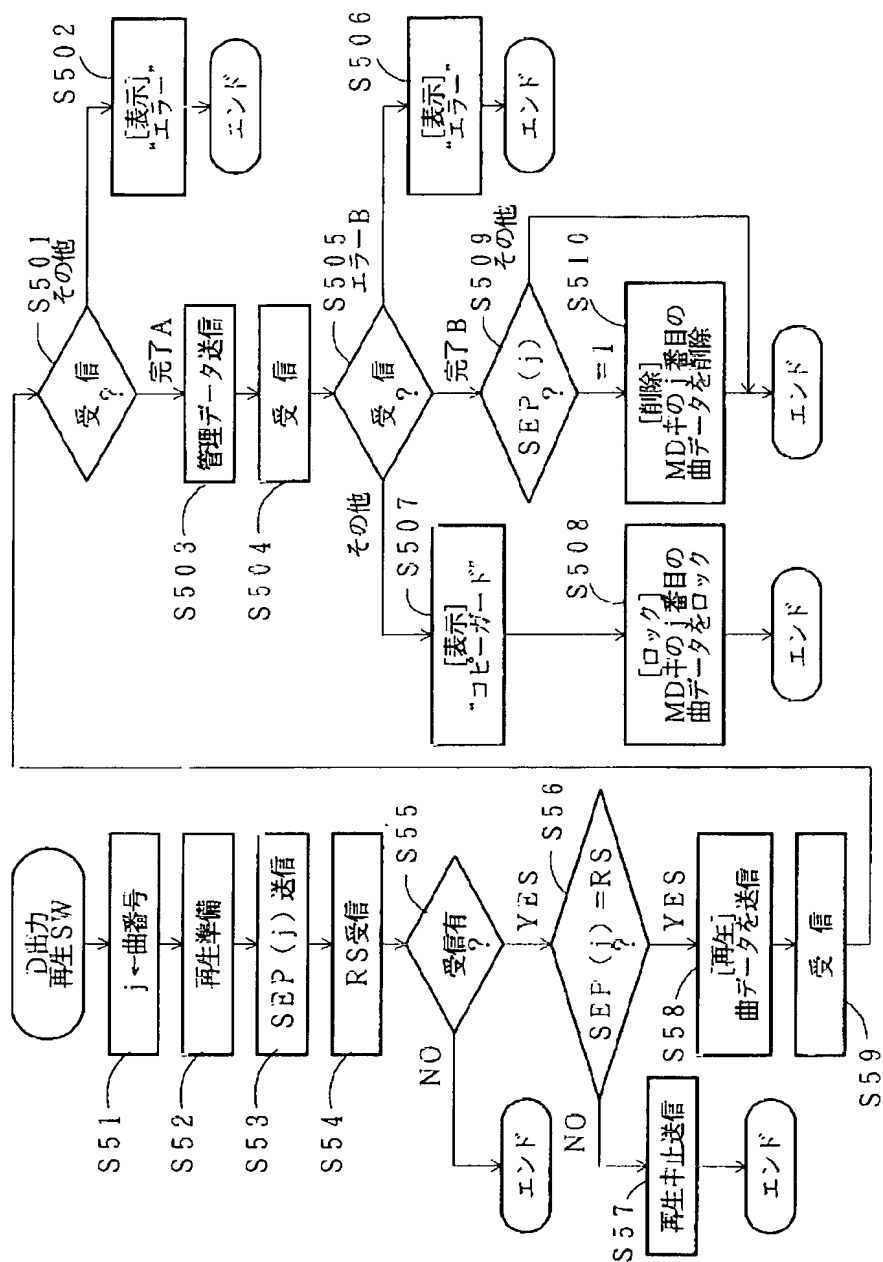 D出力
再生SW
S51
j←曲番号
S52
再生準備
S53
SEP(j)送信
S54
RS受信
S55
受信有
?
NO
エンド
YES
S56
SEP(j)=RS
?
NO
S57
再生中止送信
エンド
YES
S58
[再生]
曲データを送信
S59
受信
S501
受信
?
その他
S502
[表示]
“エラー”
エンド
完了A
S503
管理データ送信
S504
受信
S505
受信
?
エラーB
S506
[表示]
“エラー”
エンド
その他
S507
[表示]
“コピーガード”
S508
[ロック]
MD中のj番目の
曲データをロック
エンド
完了B
S509
SEP(j)
?
その他
=1
S510
[削除]
MD中のj番目の
曲データを削除
エンド